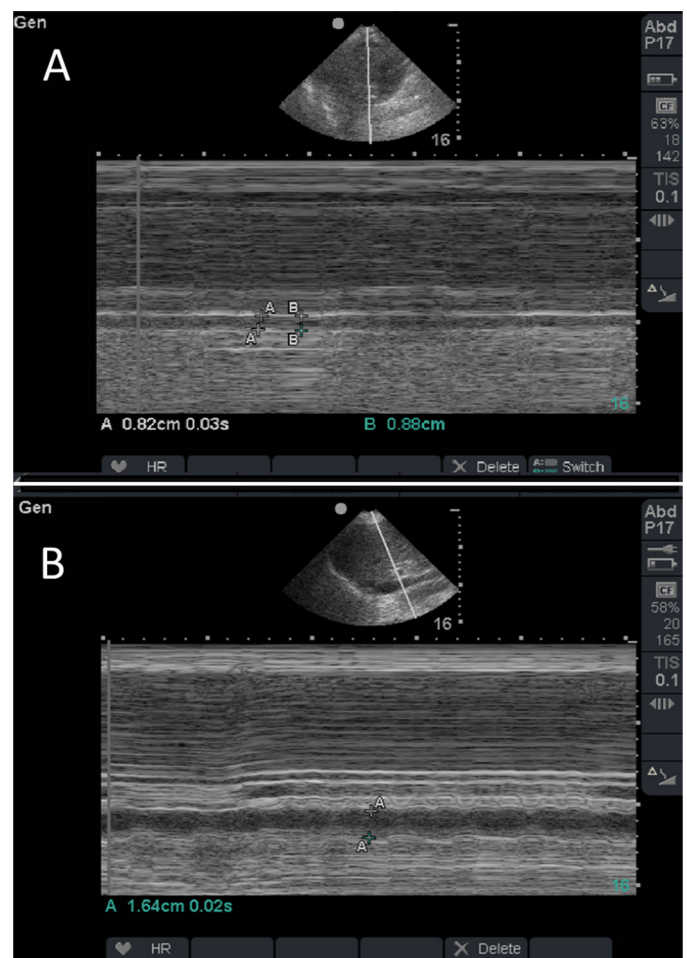 Gen
Abd
P17
A
CF
63%
18
142
16
TIS
0.1
A
B
A
B
16
A 0.82cm 0.03s
B 0.88cm
HR
Delete
Switch
Gen
Abd
P17
B
CF
58%
20
165
16
TIS
0.1
A
A
16
A 1.64cm 0.02s
HR
Delete